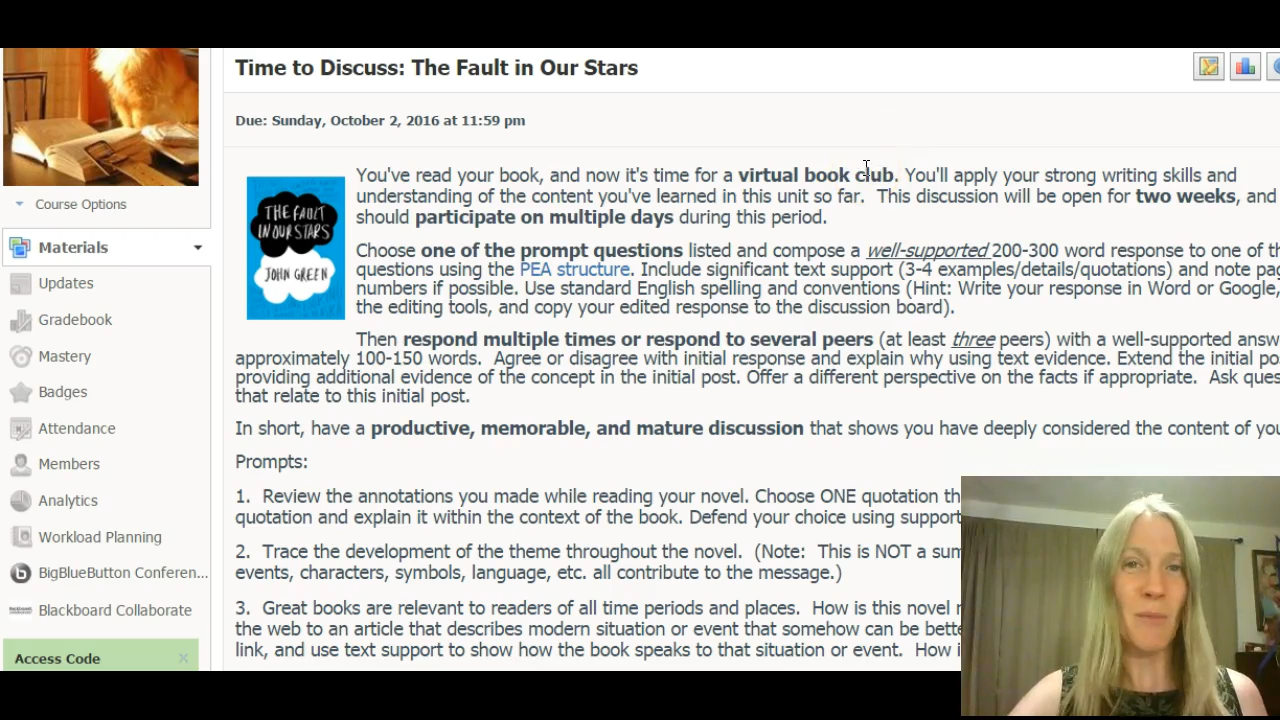 Time to Discuss: The Fault in Our Stars
Due: Sunday, October 2, 2016 at 11:59 pm
You've read your book, and now it's time for a virtual book club. You'll apply your strong writing skills and
understanding of the content you've learned in this unit so far. This discussion will be open for two weeks, and
should participate on multiple days during this period.
THE FAULT
IN OUR STARS
JOHN GREEN
Choose one of the prompt questions listed and compose a well-supported 200-300 word response to one of th
questions using the PEA structure. Include significant text support (3-4 examples/details/quotations) and note pag
numbers if possible. Use standard English spelling and conventions (Hint: Write your response in Word or Google,
the editing tools, and copy your edited response to the discussion board).
Then respond multiple times or respond to several peers (at least three peers) with a well-supported answ
approximately 100-150 words. Agree or disagree with initial response and explain why using text evidence. Extend the initial po
providing additional evidence of the concept in the initial post. Offer a different perspective on the facts if appropriate. Ask ques
that relate to this initial post.
In short, have a productive, memorable, and mature discussion that shows you have deeply considered the content of you
Prompts:
1. Review the annotations you made while reading your novel. Choose ONE quotation th
quotation and explain it within the context of the book. Defend your choice using support
2. Trace the development of the theme throughout the novel. (Note: This is NOT a sum
events, characters, symbols, language, etc. all contribute to the message.)
3. Great books are relevant to readers of all time periods and places. How is this novel r
the web to an article that describes modern situation or event that somehow can be bette
link, and use text support to show how the book speaks to that situation or event. How i
Course Options
Materials
Updates
Gradebook
Mastery
Badges
Attendance
Members
Analytics
Workload Planning
BigBlueButton Conferen...
Blackboard Collaborate
Access Code